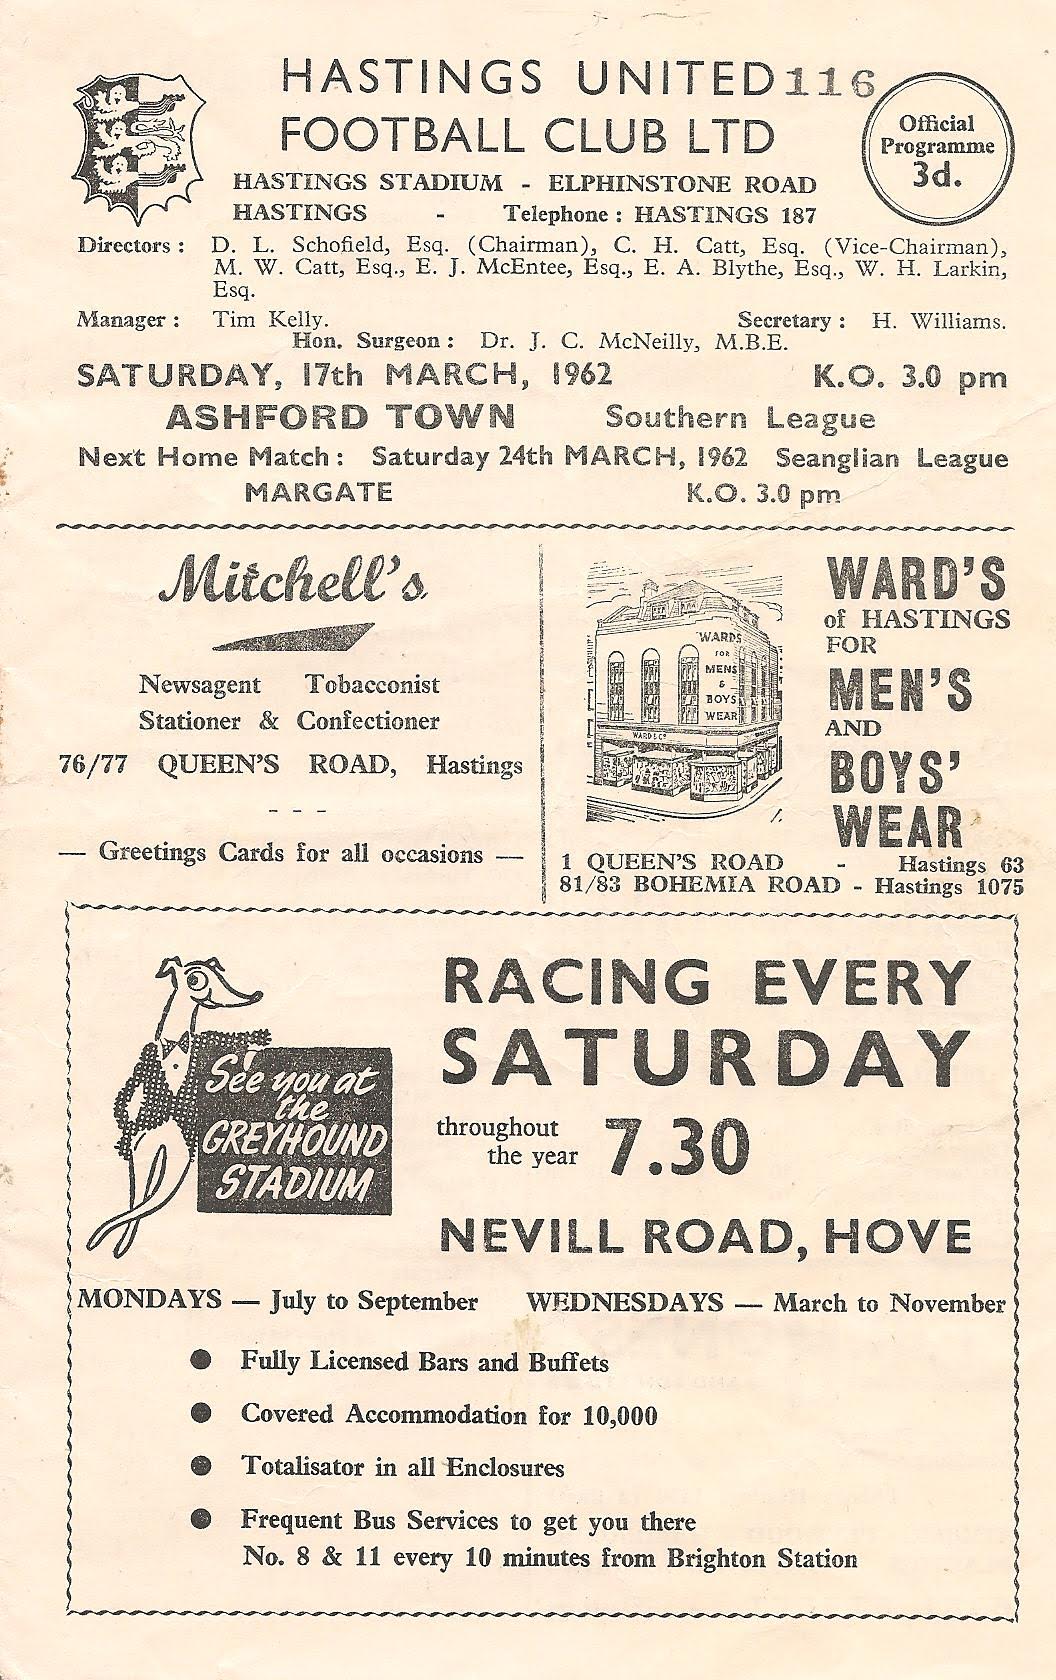 HASTINGS UNITED 116
FOOTBALL CLUB LTD
Official
Programme
3d.
HASTINGS STADIUM - ELPHINSTONE ROAD
HASTINGS - Telephone : HASTINGS 187
Directors : D. L. Schofield, Esq. (Chairman), C. H. Catt, Esq. (Vice-Chairman),
M. W. Catt, Esq., E. J. McEntee, Esq., E. A. Blythe, Esq., W. H. Larkin,
Esq.
Manager : Tim Kelly. Secretary : H. Williams.
Hon. Surgeon : Dr. J. C. McNeilly, M.B.E.
SATURDAY, 17th MARCH, 1962 K.O. 3.0 pm
ASHFORD TOWN Southern League
Next Home Match : Saturday 24th MARCH, 1962 Seanglian League
MARGATE K.O. 3.0 pm
Mitchell's
Newsagent Tobacconist
Stationer & Confectioner
76/77 QUEEN'S ROAD, Hastings
- - -
— Greetings Cards for all occasions —
WARDS
FOR
MENS
&
BOYS
WEAR
WARD & Co
WARD'S
of HASTINGS
FOR
MEN'S
AND
BOYS'
WEAR
1 QUEEN'S ROAD - Hastings 63
81/83 BOHEMIA ROAD - Hastings 1075
See you at
the
GREYHOUND
STADIUM
RACING EVERY
SATURDAY
throughout
the year 7.30
NEVILL ROAD, HOVE
MONDAYS — July to September WEDNESDAYS — March to November
● Fully Licensed Bars and Buffets
● Covered Accommodation for 10,000
● Totalisator in all Enclosures
● Frequent Bus Services to get you there
No. 8 & 11 every 10 minutes from Brighton Station